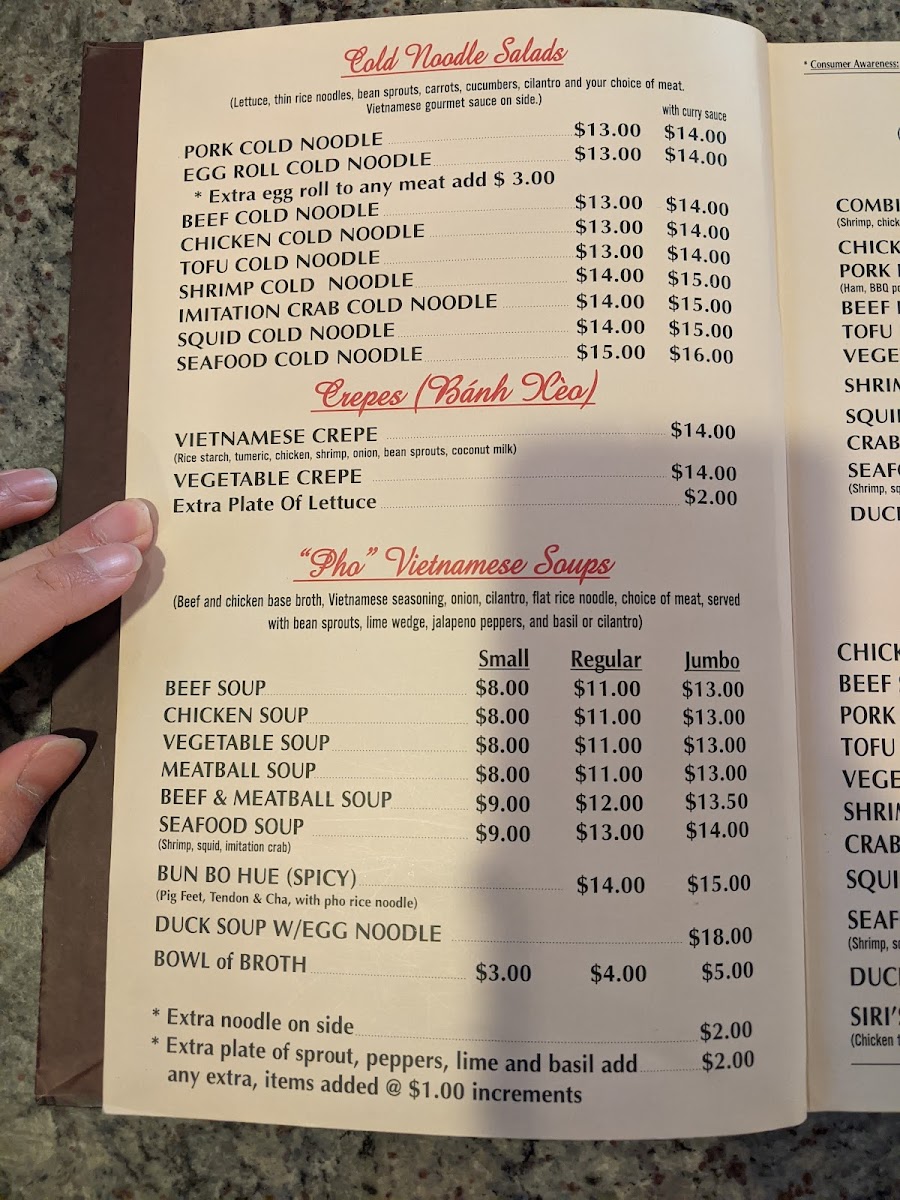 Cold Noodle Salads
(Lettuce, thin rice noodles, bean sprouts, carrots, cucumbers, cilantro and your choice of meat.
Vietnamese gourmet sauce on side.)
with curry sauce
PORK COLD NOODLE $13.00 $14.00
EGG ROLL COLD NOODLE $13.00 $14.00
* Extra egg roll to any meat add $ 3.00
BEEF COLD NOODLE $13.00 $14.00
CHICKEN COLD NOODLE $13.00 $14.00
TOFU COLD NOODLE $13.00 $14.00
SHRIMP COLD NOODLE $14.00 $15.00
IMITATION CRAB COLD NOODLE $14.00 $15.00
SQUID COLD NOODLE $14.00 $15.00
SEAFOOD COLD NOODLE $15.00 $16.00
Crepes (Bánh Xèo)
VIETNAMESE CREPE $14.00
(Rice starch, tumeric, chicken, shrimp, onion, bean sprouts, coconut milk)
VEGETABLE CREPE $14.00
Extra Plate Of Lettuce $2.00
"Pho" Vietnamese Soups
(Beef and chicken base broth, Vietnamese seasoning, onion, cilantro, flat rice noodle, choice of meat, served
with bean sprouts, lime wedge, jalapeno peppers, and basil or cilantro)
Small Regular Jumbo
BEEF SOUP $8.00 $11.00 $13.00
CHICKEN SOUP $8.00 $11.00 $13.00
VEGETABLE SOUP $8.00 $11.00 $13.00
MEATBALL SOUP $8.00 $11.00 $13.00
BEEF & MEATBALL SOUP $9.00 $12.00 $13.50
SEAFOOD SOUP $9.00 $13.00 $14.00
(Shrimp, squid, imitation crab)
BUN BO HUE (SPICY) $14.00 $15.00
(Pig Feet, Tendon & Cha, with pho rice noodle)
DUCK SOUP W/EGG NOODLE $18.00
BOWL of BROTH $3.00 $4.00 $5.00
* Extra noodle on side $2.00
* Extra plate of sprout, peppers, lime and basil add $2.00
any extra, items added @ $1.00 increments
* Consumer Awareness:
COMBI
(Shrimp, chick
CHICK
PORK
(Ham, BBQ po
BEEF
TOFU
VEGE
SHRIM
SQUI
CRAB
SEAF
(Shrimp, sq
DUC
CHICK
BEEF
PORK
TOFU
VEGE
SHRI
CRAB
SQUI
SEAF
(Shrimp, s
DUC
SIRI'S
(Chicken